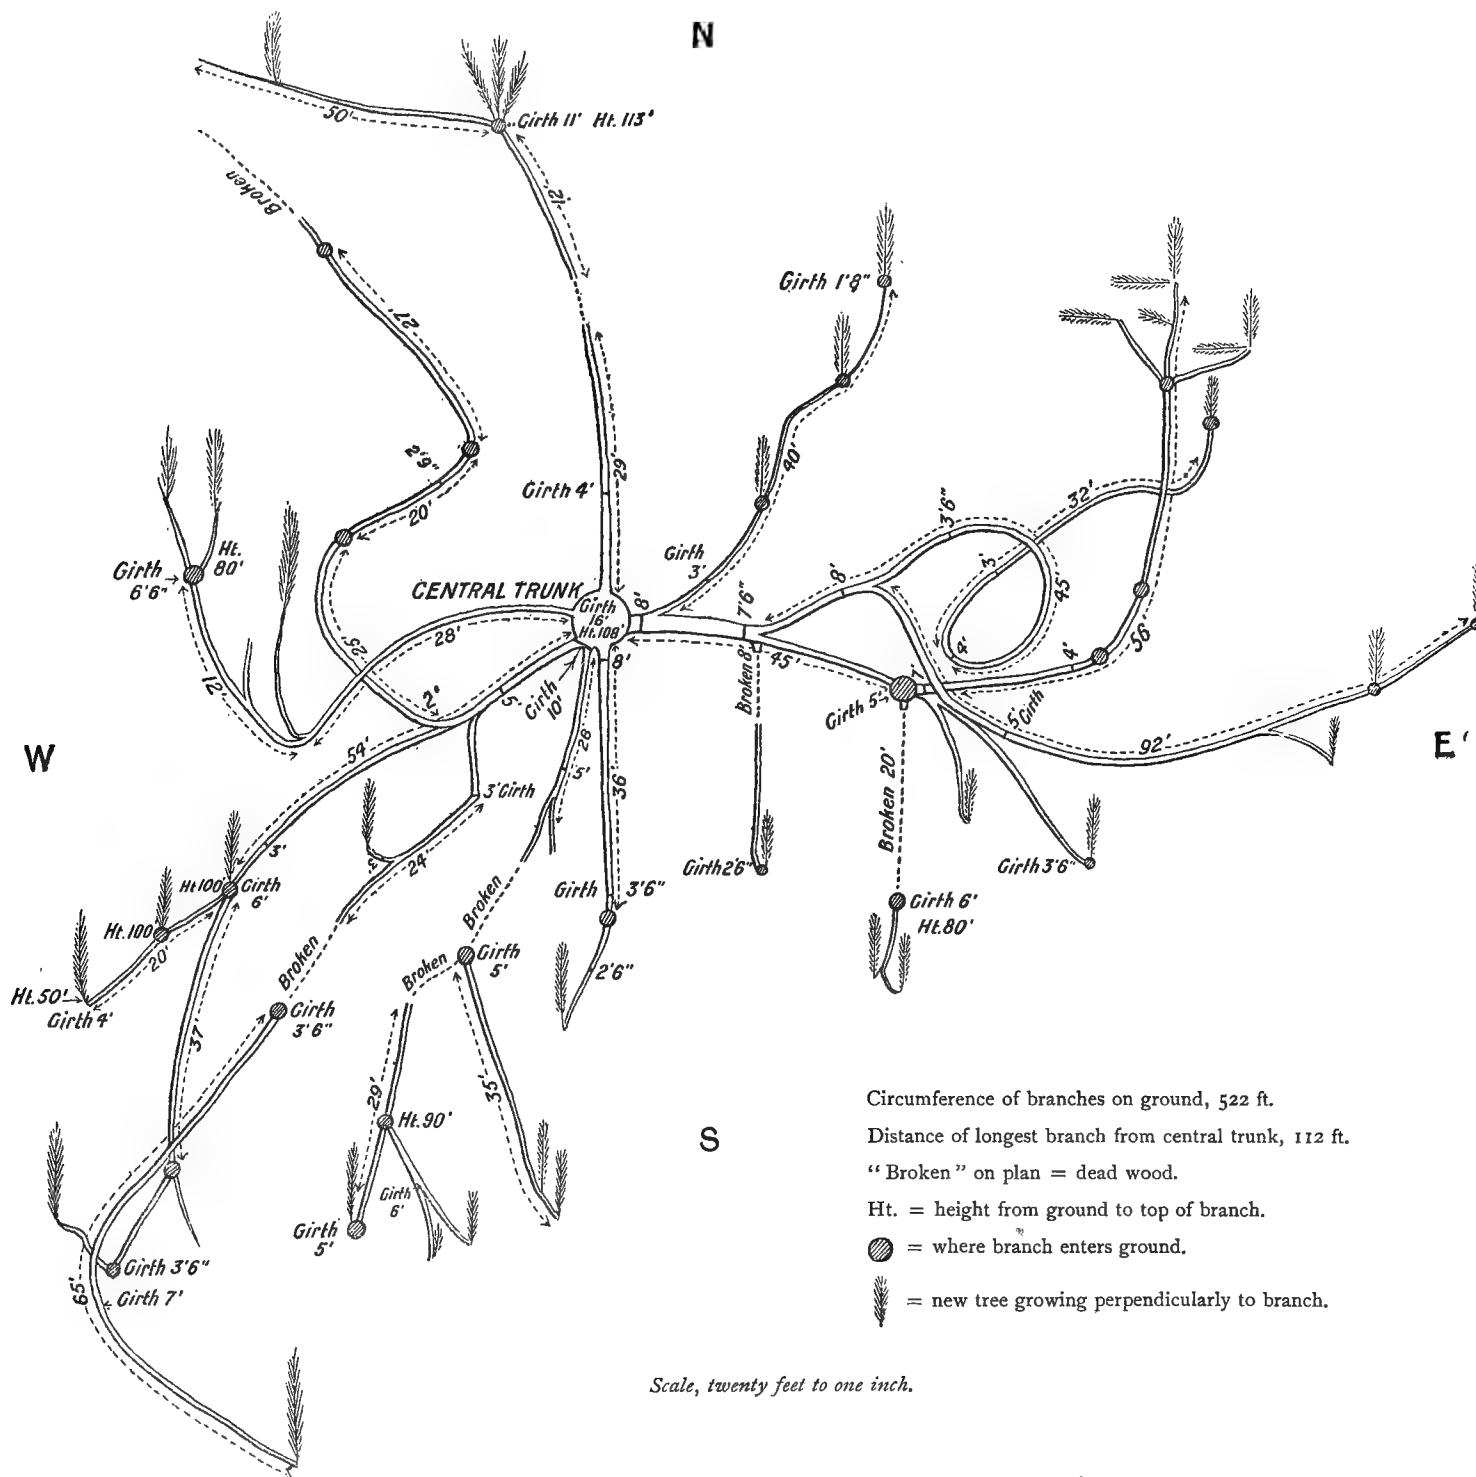 N
50'
Girth 11' Ht. 113'
12'
Broken
27'
Girth 1'8"
2'9"
20'
Girth 4'
29'
40'
Girth
3'
3'6"
32'
8'
3'
45'
Girth
6'6"
Ht.
80'
CENTRAL TRUNK
Girth
16'
Ht. 108'
8'
7'6"
28'
25'
8'
45'
4'
4'
56'
21'
2'
5'
Girth
10'
Broken 8'
Girth 5'
7'
5' Girth
W
54'
28'
92'
E
3' Girth
5'
36'
Broken 20'
3'
3'
24'
Ht 100'
Girth
6'
Girth
3'6"
Girth 2'6"
Girth 3'6"
Ht. 100
20'
Broken
Girth 6'
Ht. 80'
Ht. 50'
Girth 4'
Broken
Broken
Girth
5'
2'6"
37'
Girth
3'6"
29'
35'
Ht. 90'
S
Girth
6'
Girth
5'
Girth 3'6"
65'
Girth 7'
Circumference of branches on ground, 522 ft.
Distance of longest branch from central trunk, 112 ft.
"Broken" on plan = dead wood.
Ht. = height from ground to top of branch.
= where branch enters ground.
= new tree growing perpendicularly to branch.
Scale, twenty feet to one inch.